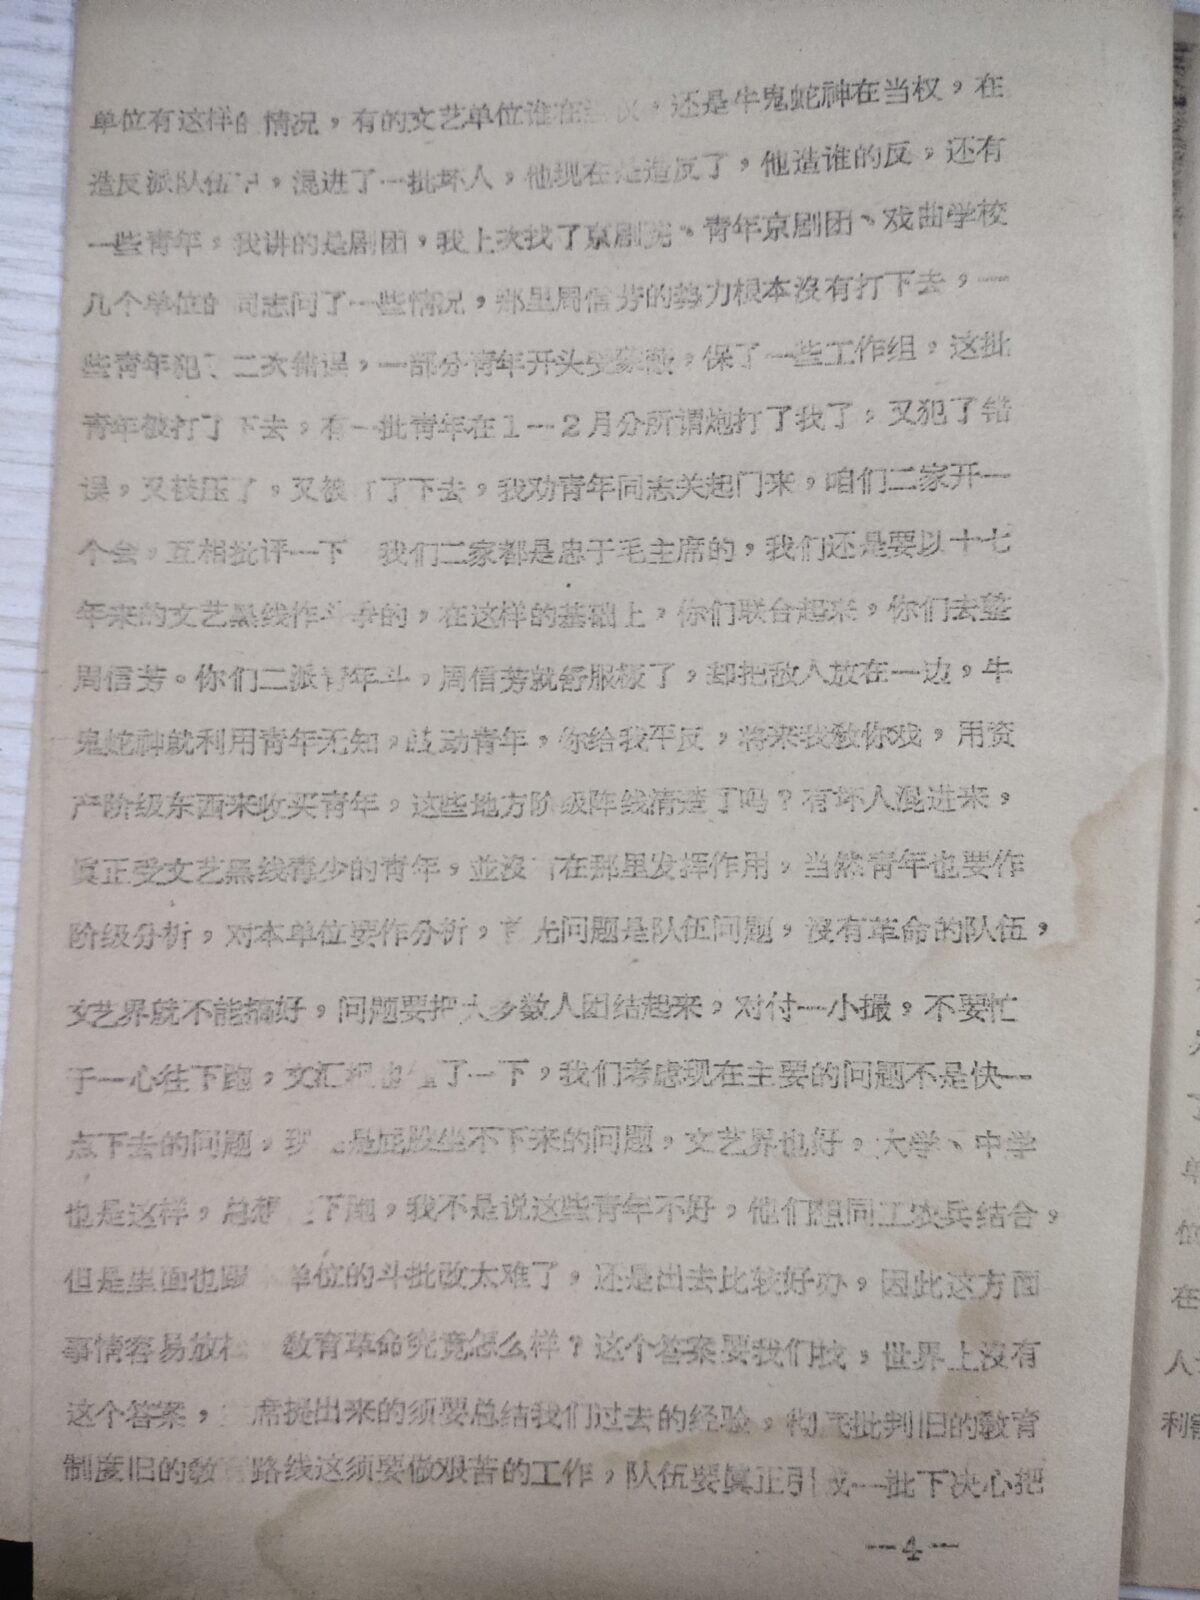 单位有这样的情况，有的文艺单位谁在当权，还是牛鬼蛇神在当权，在
造反派队伍中，混进了一批坏人，他现在是造反了，他造谁的反，还有
一些青年，我讲的是剧团，我上次找了京剧院、青年京剧团、戏曲学校
几个单位的同志问了一些情况，那里周信芳的势力根本沒有打下去，一
些青年犯了二次错误，一部分青年开头受蒙蔽，保了一些工作组，这批
青年被打了下去，有一批青年在1—2月分所谓炮打了我了，又犯了错
误，又被压了，又被打了下去，我劝青年同志关起门来，咱们二家开一
个会，互相批评一下 我们二家都是忠于毛主席的，我们还是要以十七
年来的文艺黑线作斗争的，在这样的基础上，你们联合起来，你们去整
周信芳。你们二派青年斗，周信芳就舒服极了，却把敌人放在一边，牛
鬼蛇神就利用青年无知，鼓动青年，你给我平反，将来我教你戏，用资
产阶级东西来收买青年，这些地方阶级阵线清楚了吗？有坏人混进来，
眞正受文艺黑线毒少的青年，並沒有在那里发挥作用，当然青年也要作
阶级分析，对本单位要作分析，首先问题是队伍问题，沒有革命的队伍，
文艺界就不能搞好，问题要把大多数人团结起来，对付一小撮，不要忙
于一心往下跑，文汇报也 了一下，我们考虑现在主要的问题不是快一
点下去的问题，现 是屁股坐不下来的问题，文艺界也好，大学、中学
也是这样，总想 下跑，我不是说这些青年不好，他们想同工农兵结合，
但是里面也 单位的斗批改太难了，还是出去比较好办，因此这方面
事情容易放松 教育革命究竟怎么样？这个答案要我们找，世界上沒有
这个答案， 席提出来的须要总结我们过去的经验，彻底批判旧的教育
制度旧的教育路线这须要做艰苦的工作，队伍要眞正引 一批下决心把
—4—